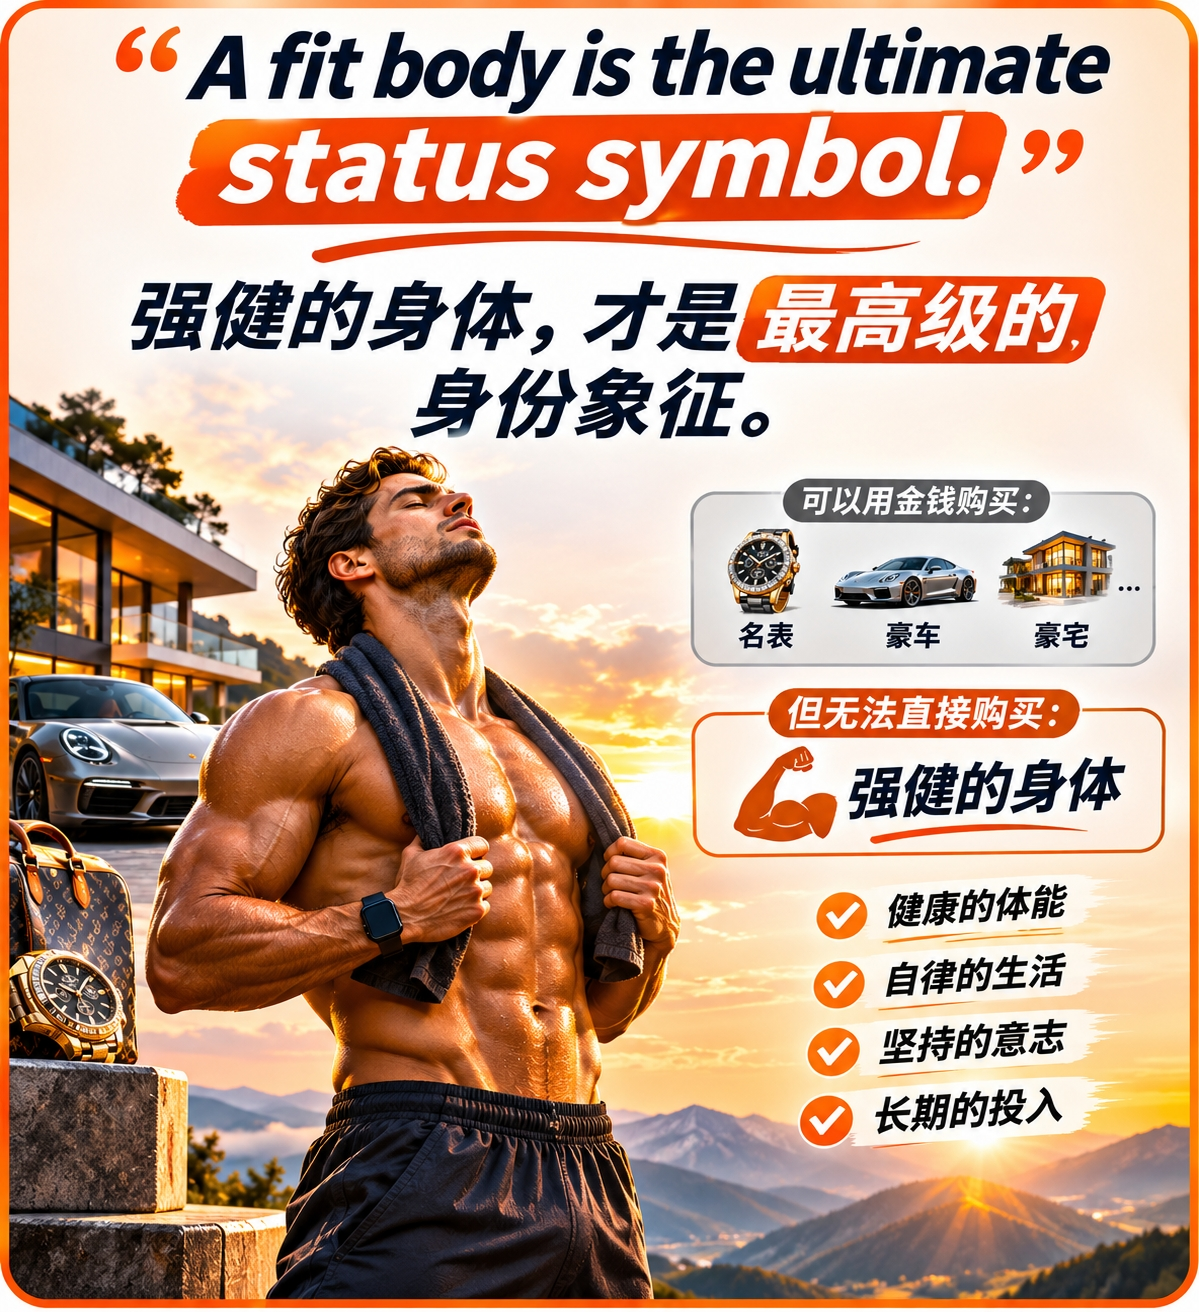 “A fit body is the ultimate
status symbol.”
强健的身体，才是最高级的，
身份象征。
可以用金钱购买：
名表 豪车 豪宅 ...
但无法直接购买：
强健的身体
健康的体能
自律的生活
坚持的意志
长期的投入